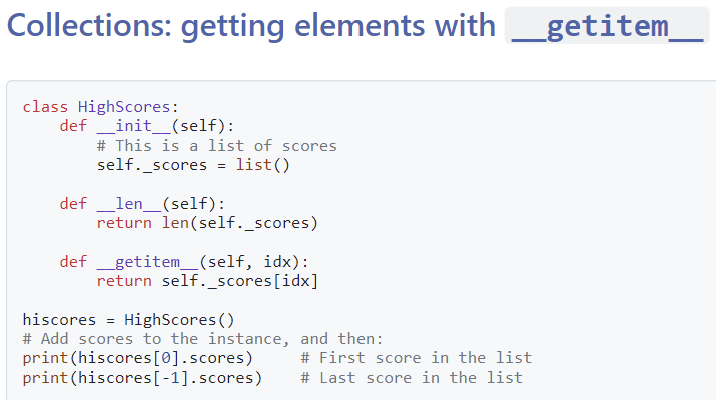 Collections: getting elements with __getitem__
class HighScores:
    def __init__(self):
        # This is a list of scores
        self._scores = list()
    def __len__(self):
        return len(self._scores)
    def __getitem__(self, idx):
        return self._scores[idx]
hiscores = HighScores()
# Add scores to the instance, and then:
print(hiscores[0].scores)     # First score in the list
print(hiscores[-1].scores)    # Last score in the list